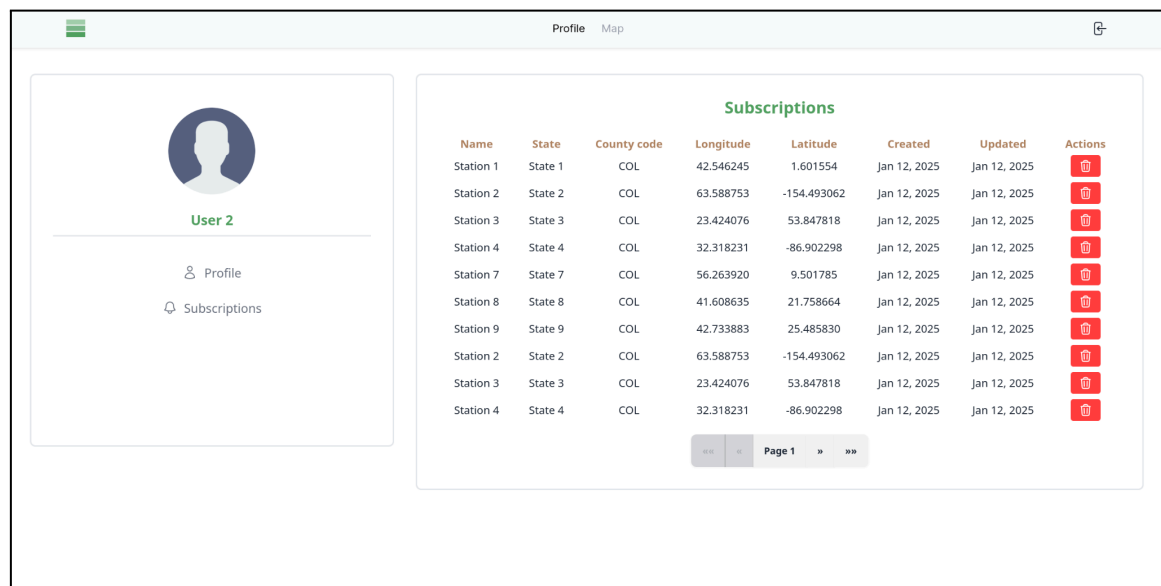 Profile Map
User 2
Profile
Subscriptions
Subscriptions
Name State County code Longitude Latitude Created Updated Actions
Station 1 State 1 COL 42.546245 1.601554 Jan 12, 2025 Jan 12, 2025
Station 2 State 2 COL 63.588753 -154.493062 Jan 12, 2025 Jan 12, 2025
Station 3 State 3 COL 23.424076 53.847818 Jan 12, 2025 Jan 12, 2025
Station 4 State 4 COL 32.318231 -86.902298 Jan 12, 2025 Jan 12, 2025
Station 7 State 7 COL 56.263920 9.501785 Jan 12, 2025 Jan 12, 2025
Station 8 State 8 COL 41.608635 21.758664 Jan 12, 2025 Jan 12, 2025
Station 9 State 9 COL 42.733883 25.485830 Jan 12, 2025 Jan 12, 2025
Station 2 State 2 COL 63.588753 -154.493062 Jan 12, 2025 Jan 12, 2025
Station 3 State 3 COL 23.424076 53.847818 Jan 12, 2025 Jan 12, 2025
Station 4 State 4 COL 32.318231 -86.902298 Jan 12, 2025 Jan 12, 2025
«« « Page 1 » »»